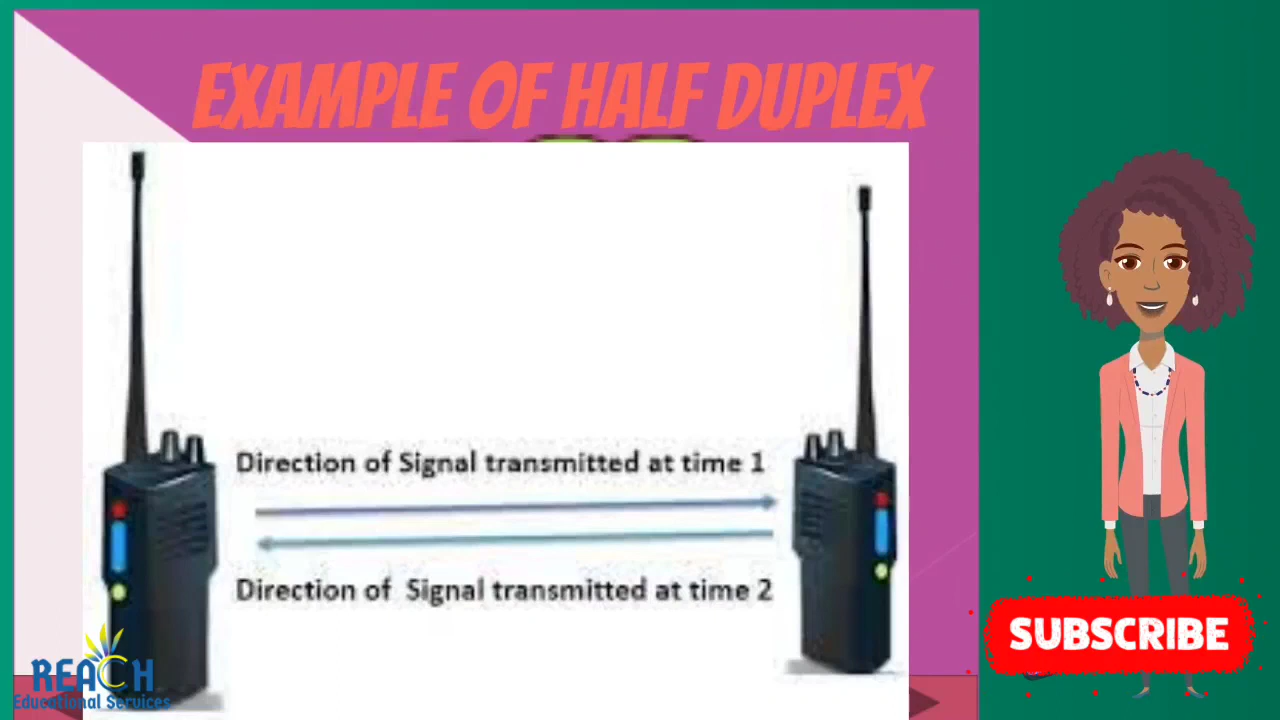 EXAMPLE OF HALF DUPLEX
Direction of Signal transmitted at time 1
Direction of Signal transmitted at time 2
SUBSCRIBE
REACH
Educational Services